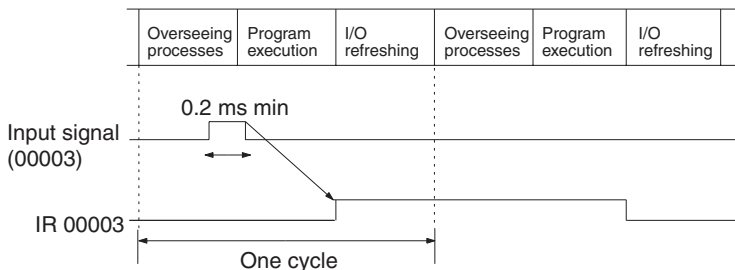 Overseeing processes
Program execution
I/O refreshing
Overseeing processes
Program execution
I/O refreshing
0.2 ms min
Input signal
(00003)
IR 00003
One cycle